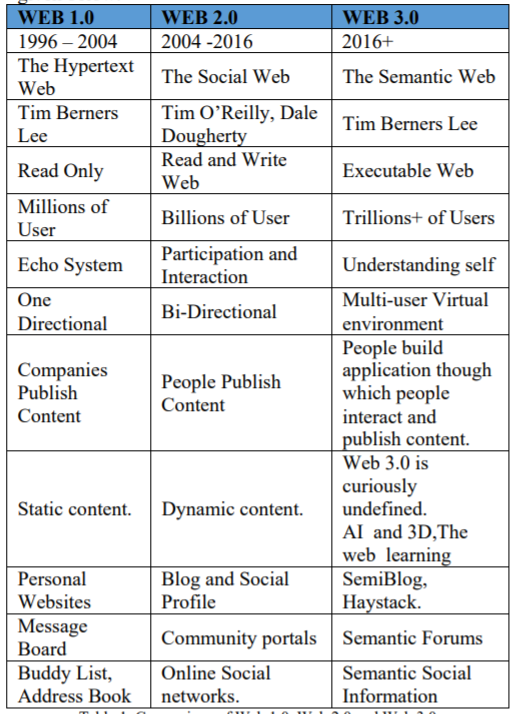 WEB 1.0 WEB 2.0 WEB 3.0
1996 – 2004 2004 -2016 2016+
The Hypertext
Web
The Social Web
The Semantic Web
Tim Berners
Lee
Tim O’Reilly, Dale
Dougherty
Tim Berners Lee
Read Only
Read and Write
Web
Executable Web
Millions of
User
Billions of User
Trillions+ of Users
Echo System
Participation and
Interaction
Understanding self
One
Directional
Bi-Directional
Multi-user Virtual
environment
Companies
Publish
Content
People Publish
Content
People build
application though
which people
interact and
publish content.
Static content.
Dynamic content.
Web 3.0 is
curiously
undefined.
AI and 3D,The
web learning
Personal
Websites
Blog and Social
Profile
SemiBlog,
Haystack.
Message
Board
Community portals
Semantic Forums
Buddy List,
Address Book
Online Social
networks.
Semantic Social
Information